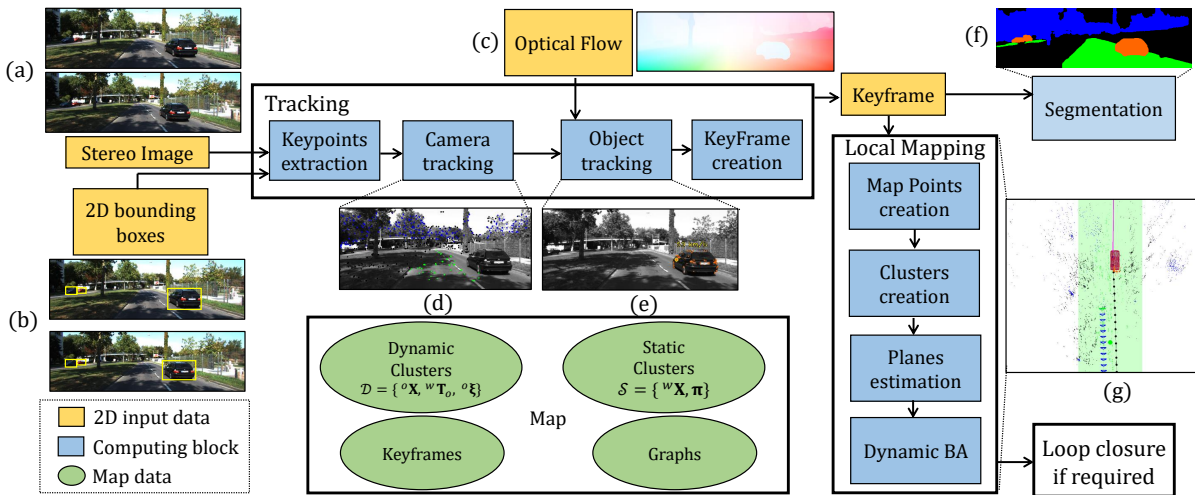 (a)
Stereo Image
2D bounding
boxes
(b)
2D input data
Computing block
Map data
(c)
Optical Flow
Tracking
Keypoints
extraction
Camera
tracking
Object
tracking
KeyFrame
creation
(d)
(e)
Dynamic
Clusters
𝒟 = { ᵒX, ʷTₒ, ᵒξ}
Static
Clusters
𝒮 = { ʷX, π}
Map
Keyframes
Graphs
Keyframe
(f)
Segmentation
Local Mapping
Map Points
creation
Clusters
creation
Planes
estimation
Dynamic BA
(g)
Loop closure
if required